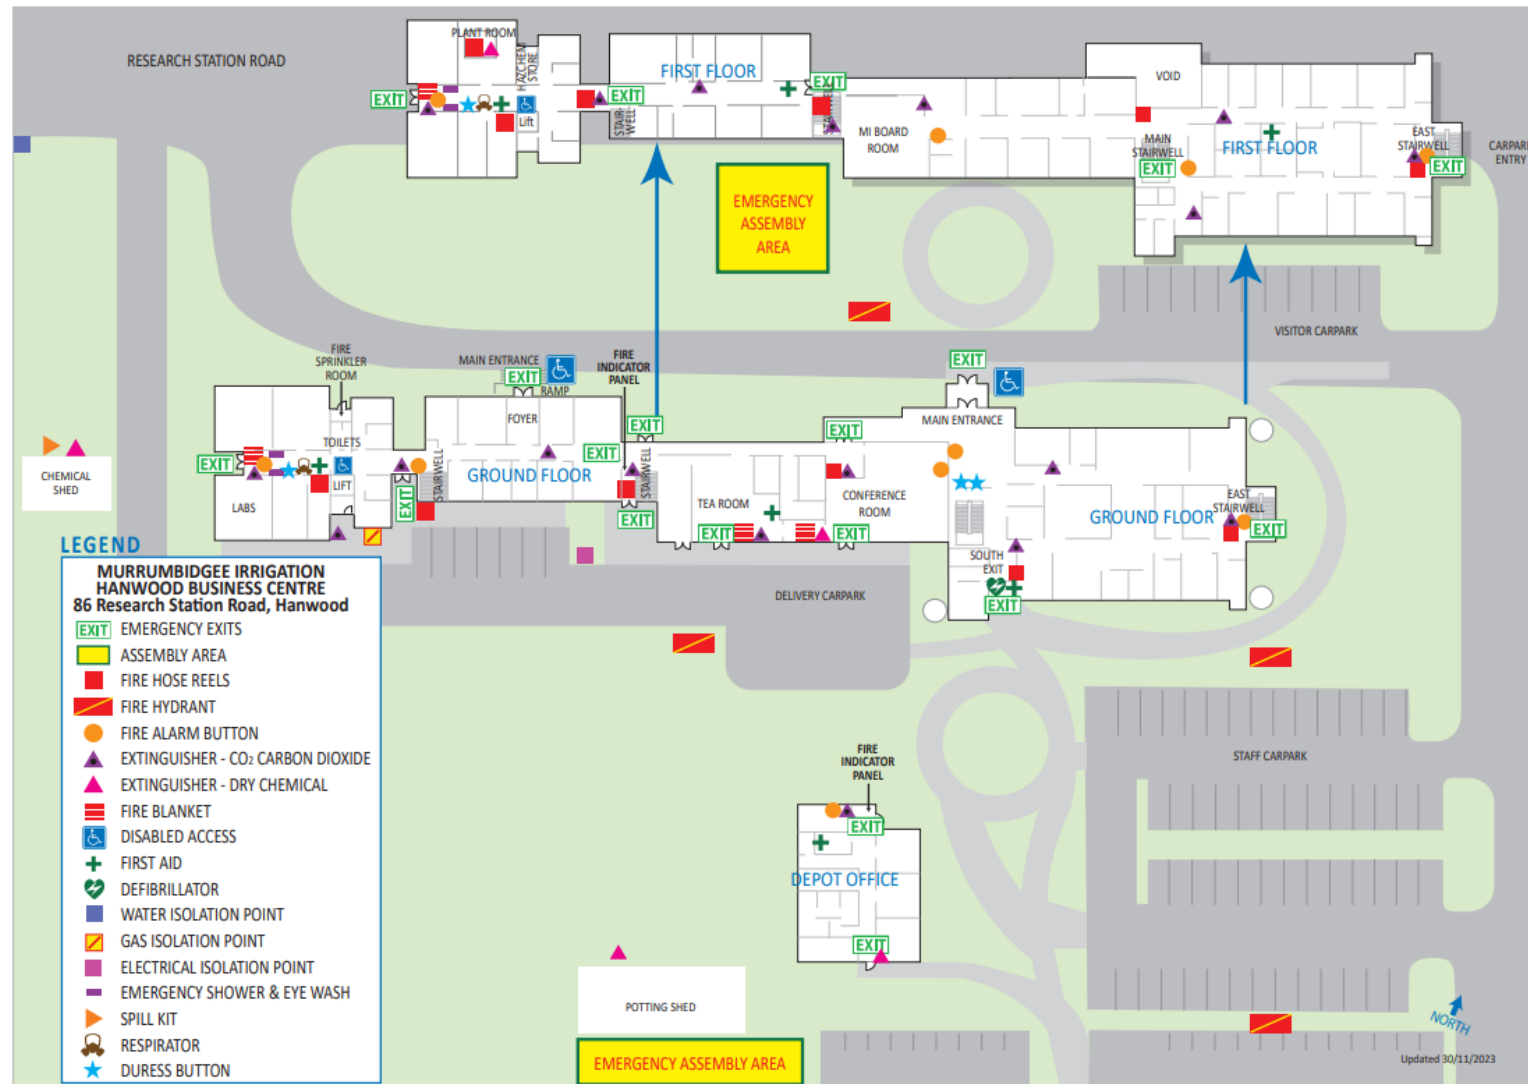 RESEARCH STATION ROAD
PLANT ROOM
HAZCHEM
STORE
EXIT
Lift
EXIT
STAIR-
WELL
FIRST FLOOR
EXIT
MI BOARD
ROOM
VOID
MAIN
STAIRWELL
EXIT
FIRST FLOOR
EAST
STAIRWELL
EXIT
CARPARK
ENTRY
EMERGENCY
ASSEMBLY
AREA
VISITOR CARPARK
FIRE
SPRINKLER
ROOM
MAIN ENTRANCE
EXIT
RAMP
FIRE
INDICATOR
PANEL
EXIT
FOYER
TOILETS
EXIT
LIFT
LABS
EXIT
STAIRWELL
GROUND FLOOR
EXIT
EXIT
STAIRWELL
EXIT
TEA ROOM
EXIT
EXIT
EXIT
CONFERENCE
ROOM
MAIN ENTRANCE
GROUND FLOOR
EAST
STAIRWELL
EXIT
SOUTH
EXIT
EXIT
CHEMICAL
SHED
DELIVERY CARPARK
STAFF CARPARK
FIRE
INDICATOR
PANEL
EXIT
DEPOT OFFICE
EXIT
POTTING SHED
EMERGENCY ASSEMBLY AREA
NORTH
Updated 30/11/2023
LEGEND
MURRUMBIDGEE IRRIGATION
HANWOOD BUSINESS CENTRE
86 Research Station Road, Hanwood
EXIT EMERGENCY EXITS
ASSEMBLY AREA
FIRE HOSE REELS
FIRE HYDRANT
FIRE ALARM BUTTON
EXTINGUISHER - CO2 CARBON DIOXIDE
EXTINGUISHER - DRY CHEMICAL
FIRE BLANKET
DISABLED ACCESS
FIRST AID
DEFIBRILLATOR
WATER ISOLATION POINT
GAS ISOLATION POINT
ELECTRICAL ISOLATION POINT
EMERGENCY SHOWER & EYE WASH
SPILL KIT
RESPIRATOR
DURESS BUTTON